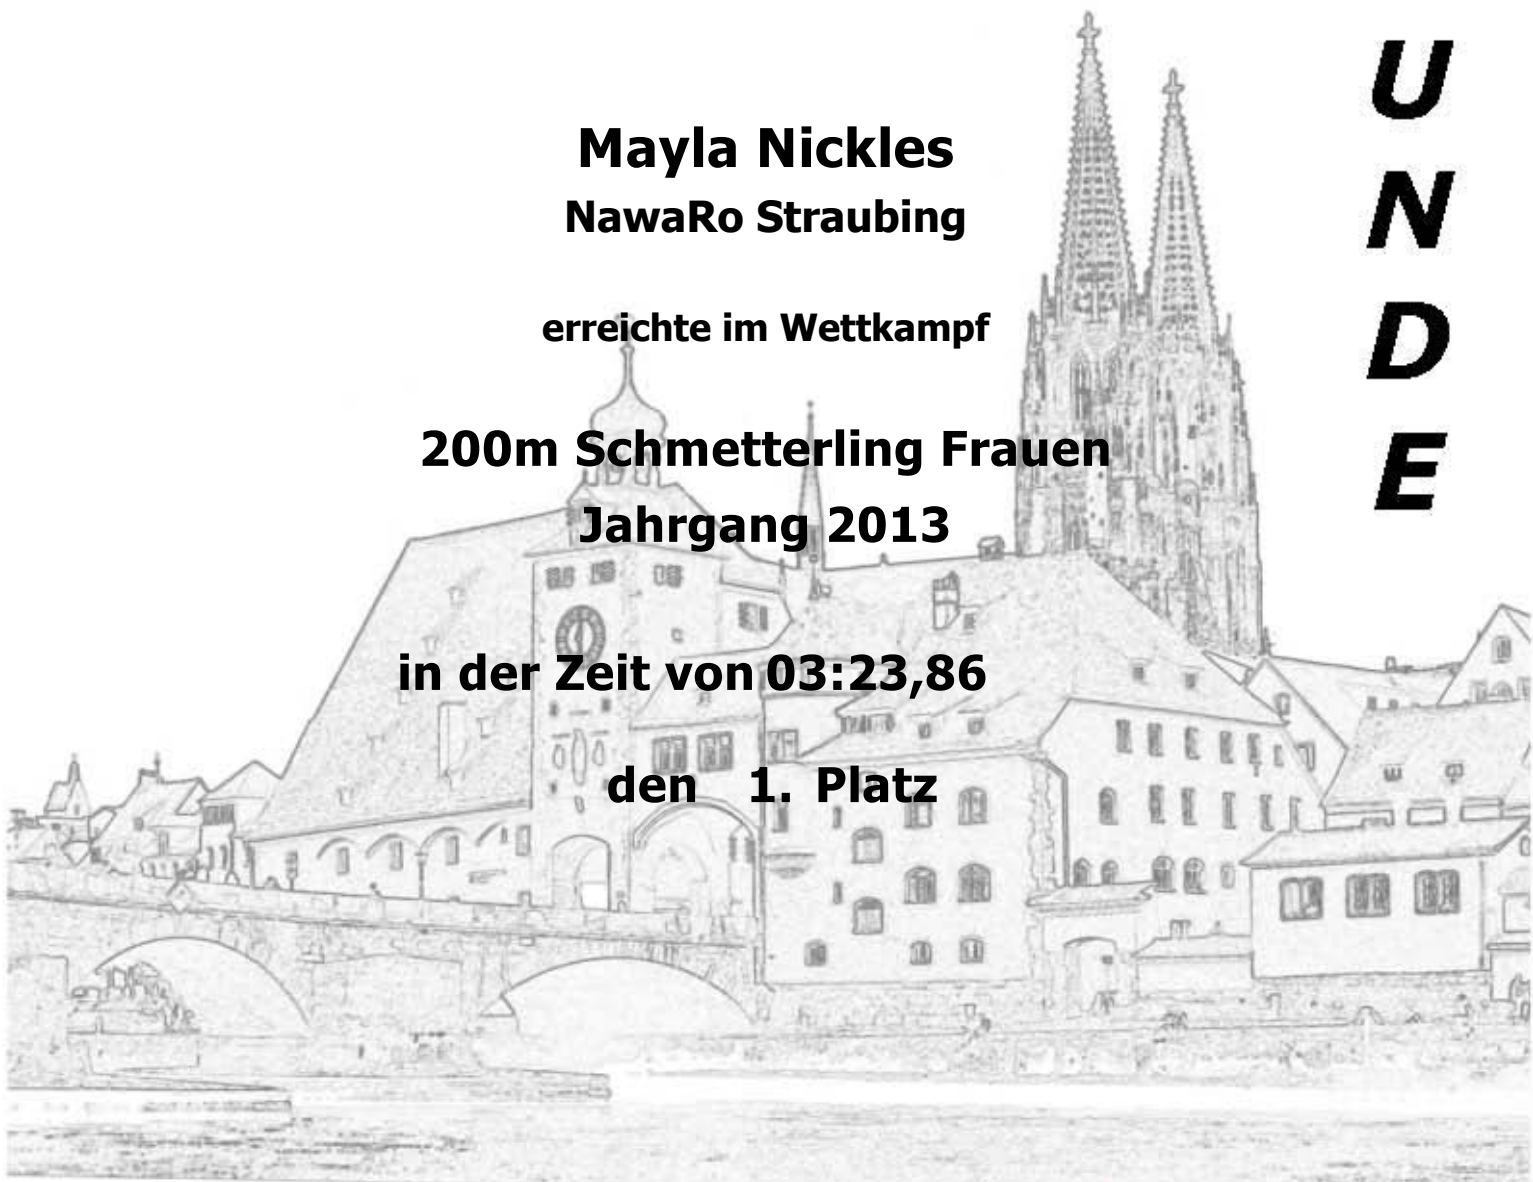 Mayla Nickles
NawaRo Straubing
erreichte im Wettkampf
200m Schmetterling Frauen
Jahrgang 2013
in der Zeit von 03:23,86
den 1. Platz
U
N
D
E